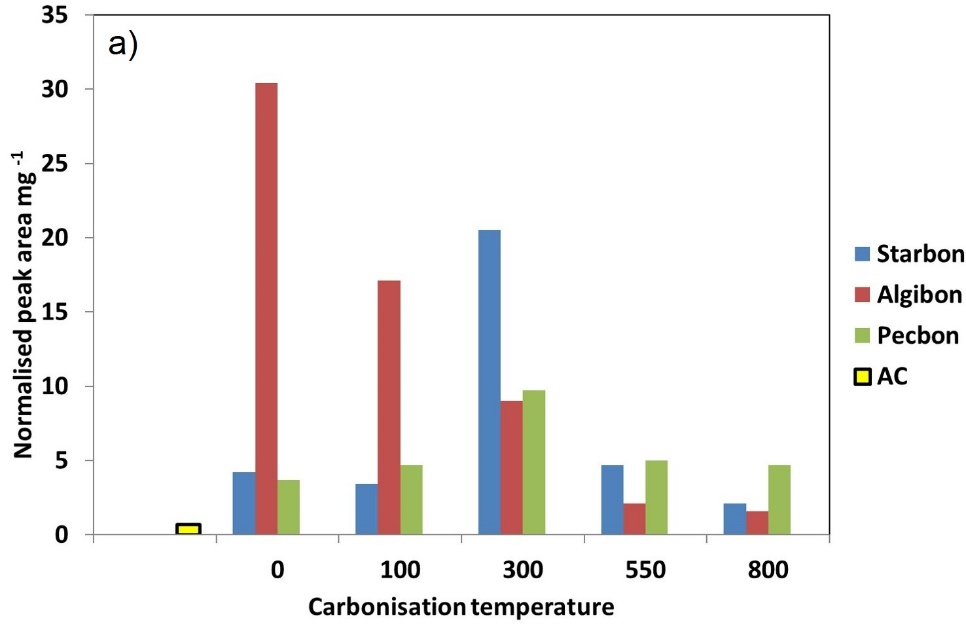 a)
Normalised peak area mg -1
35
30
25
20
15
10
5
0
0 100 300 550 800
Carbonisation temperature
Starbon
Algibon
Pecbon
AC